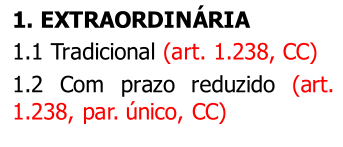 1. EXTRAORDINÁRIA
1.1 Tradicional (art. 1.238, CC)
1.2 Com prazo reduzido (art.
1.238, par. único, CC)